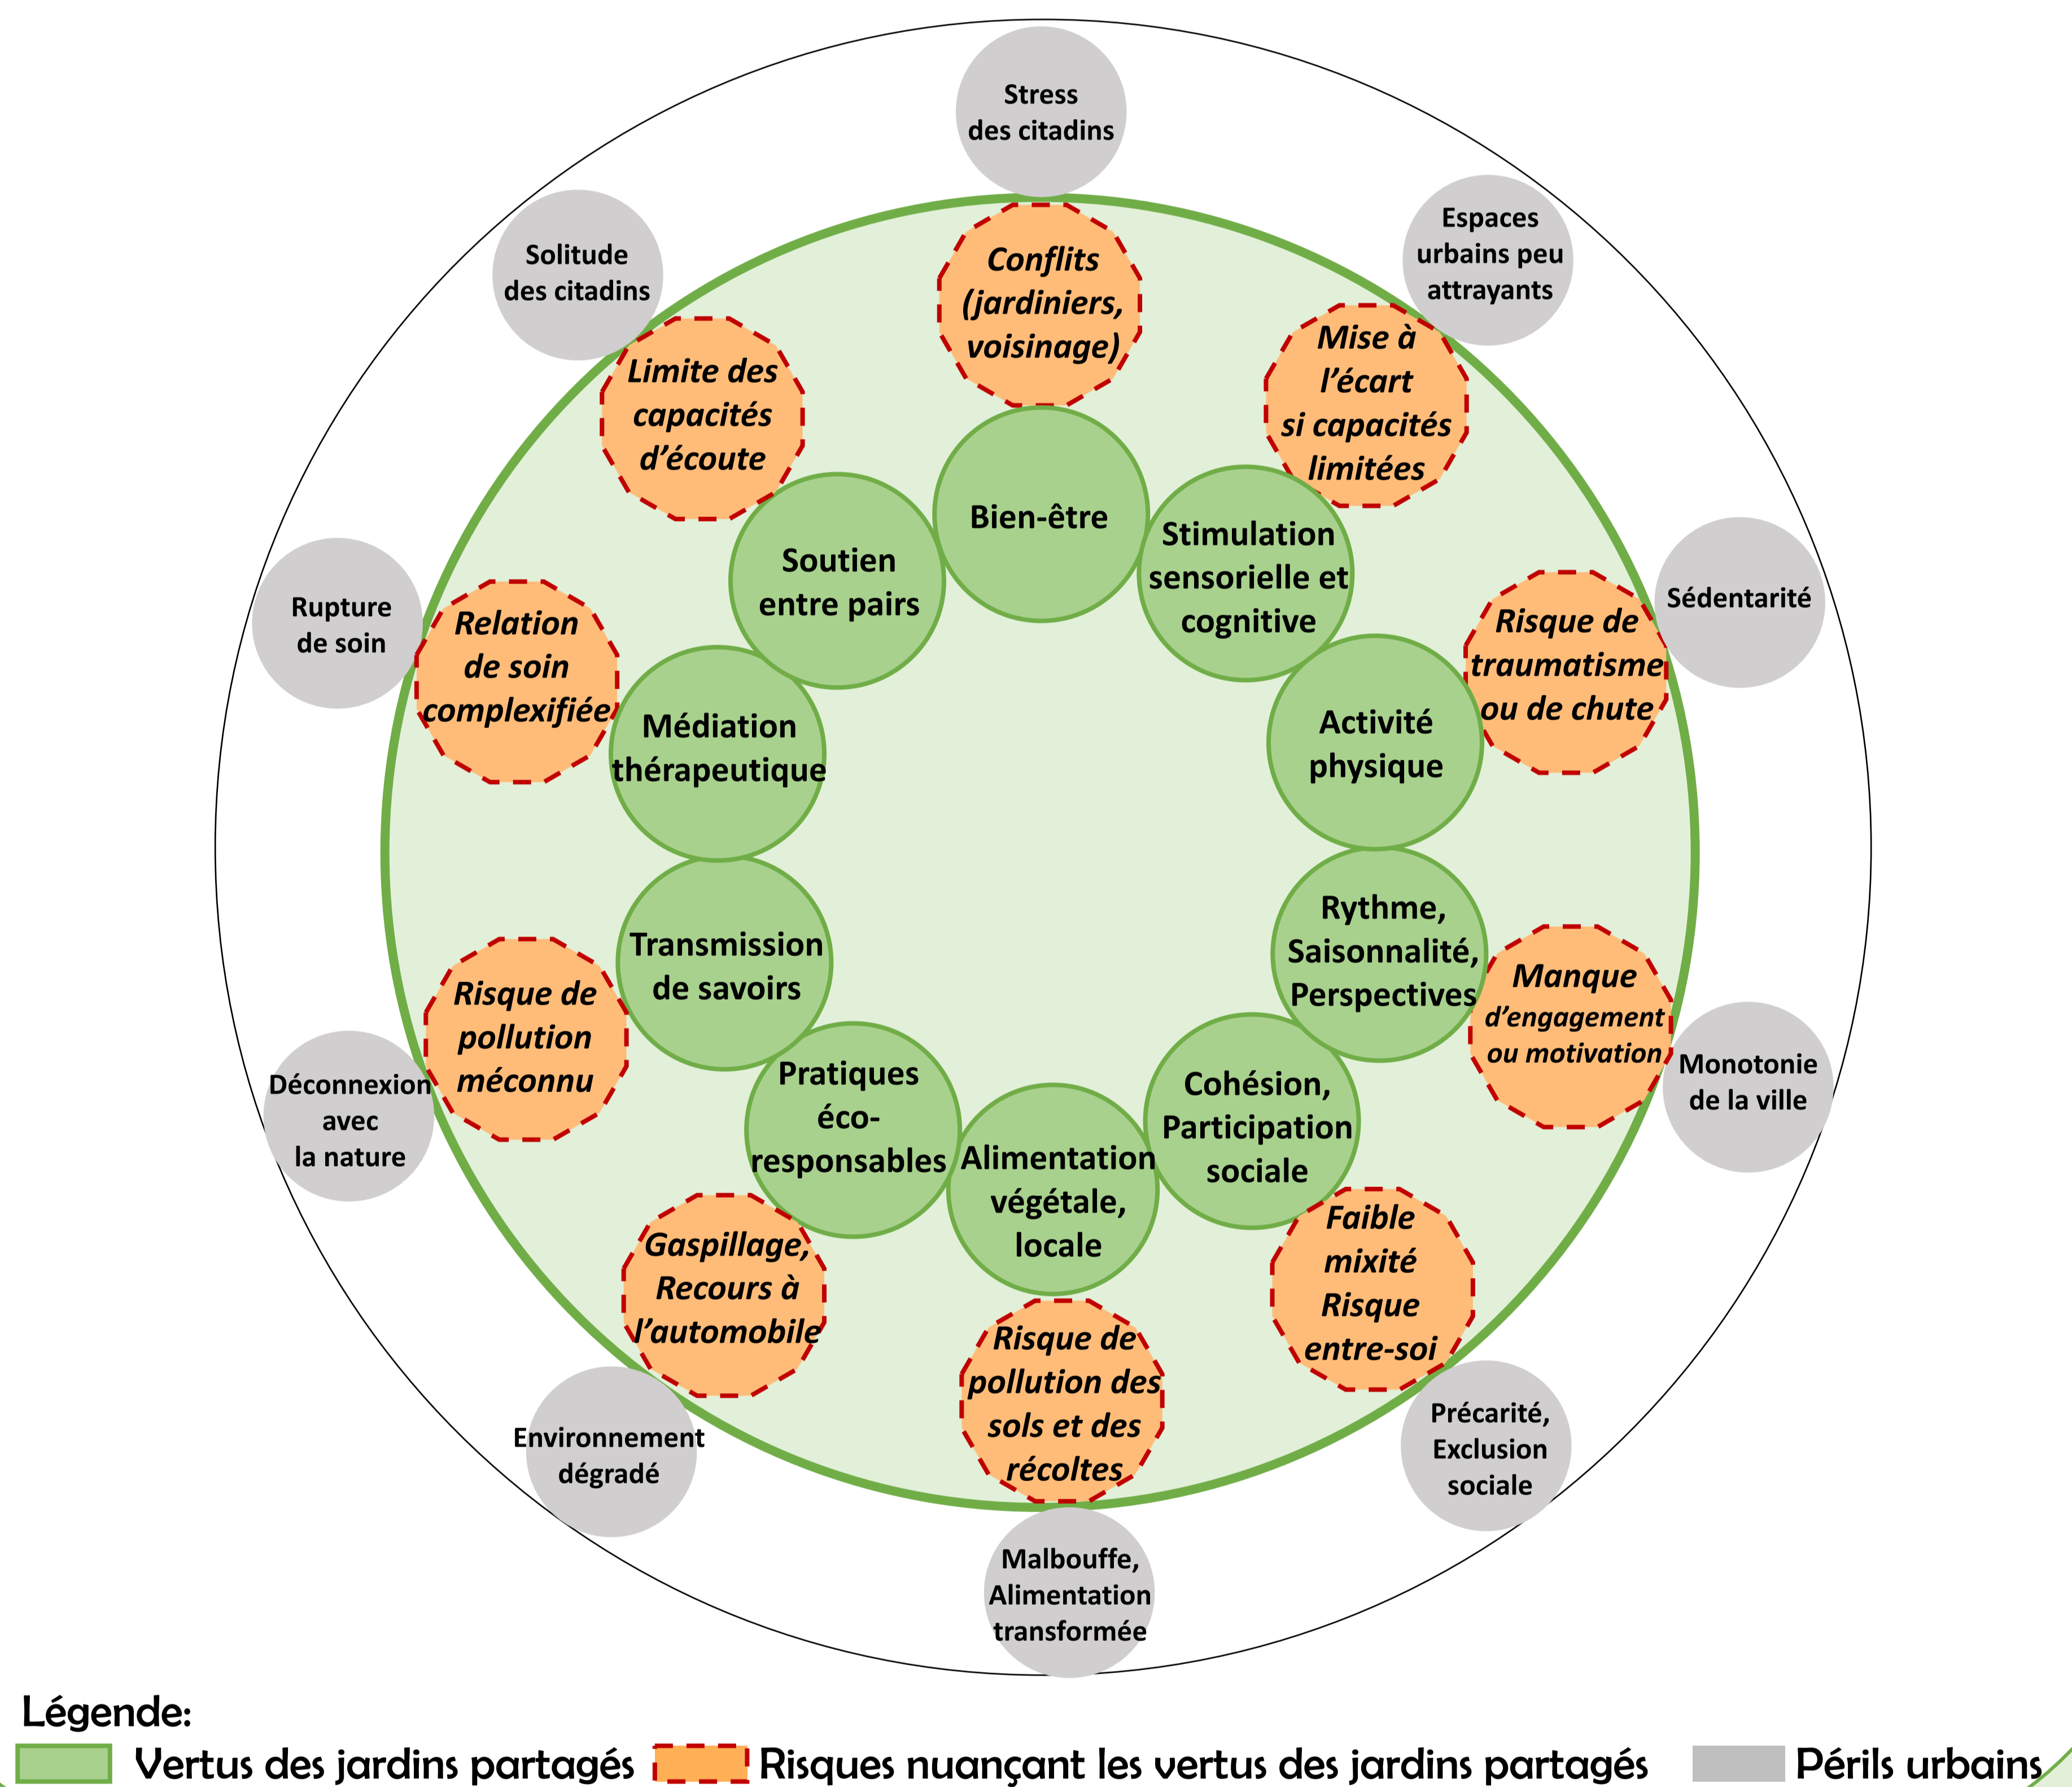 Stress
des citadins
Espaces
urbains peu
attrayants
Solitude
des citadins
Conflits
(jardiniers,
voisinage)
Mise à
l'écart
si capacités
limitées
Limite des
capacités
d'écoute
Bien-être
Stimulation
sensorielle et
cognitive
Soutien
entre pairs
Sédentarité
Risque de
traumatisme
ou de chute
Rupture
de soin
Relation
de soin
complexifiée
Médiation
thérapeutique
Activité
physique
Rythme,
Saisonnalité,
Perspectives
Manque
d'engagement
ou motivation
Monotonie
de la ville
Transmission
de savoirs
Risque de
pollution
méconnu
Déconnexion
avec
la nature
Pratiques
éco-
responsables
Cohésion,
Participation
sociale
Alimentation
végétale,
locale
Gaspillage,
Recours à
l'automobile
Faible
mixité
Risque
entre-soi
Risque de
pollution des
sols et des
récoltes
Environnement
dégradé
Précarité,
Exclusion
sociale
Malbouffe,
Alimentation
transformée
Légende:
Vertus des jardins partagés
Risques nuançant les vertus des jardins partagés
Périls urbains